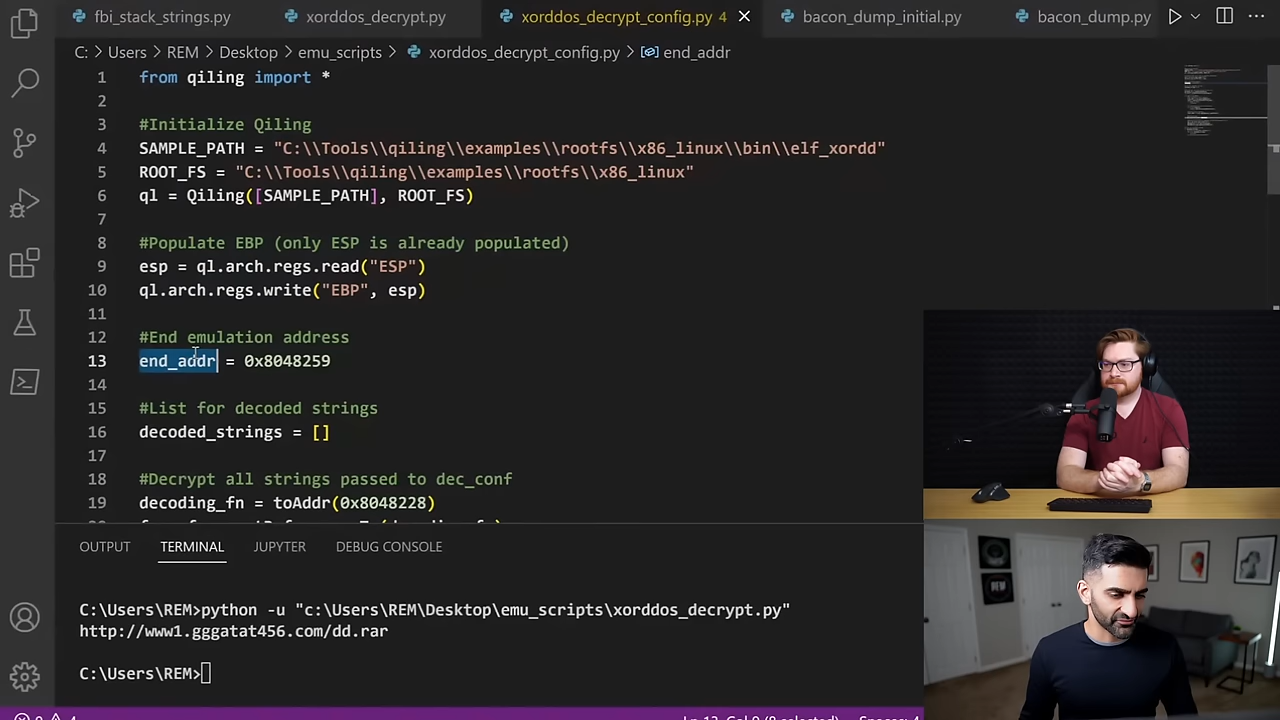 fbi_stack_strings.py xorddos_decrypt.py xorddos_decrypt_config.py 4 bacon_dump_initial.py bacon_dump.py
C: > Users > REM > Desktop > emu_scripts > xorddos_decrypt_config.py > end_addr
1 from qiling import *
2
3 #Initialize Qiling
4 SAMPLE_PATH = "C:\\Tools\\qiling\\examples\\rootfs\\x86_linux\\bin\\elf_xordd"
5 ROOT_FS = "C:\\Tools\\qiling\\examples\\rootfs\\x86_linux"
6 ql = Qiling([SAMPLE_PATH], ROOT_FS)
7
8 #Populate EBP (only ESP is already populated)
9 esp = ql.arch.regs.read("ESP")
10 ql.arch.regs.write("EBP", esp)
11
12 #End emulation address
13 end_addr = 0x8048259
14
15 #List for decoded strings
16 decoded_strings = []
17
18 #Decrypt all strings passed to dec_conf
19 decoding_fn = toAddr(0x8048228)
OUTPUT TERMINAL JUPYTER DEBUG CONSOLE
C:\Users\REM>python -u "c:\Users\REM\Desktop\emu_scripts\xorddos_decrypt.py"
http://www1.gggatat456.com/dd.rar
C:\Users\REM>